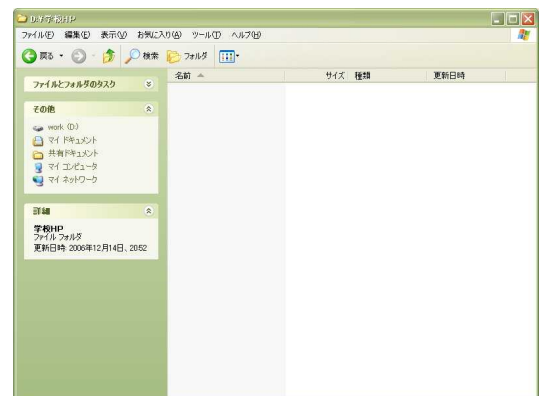 D:¥学校HP
ファイル(F) 編集(E) 表示(V) お気に入り(A) ツール(T) ヘルプ(H)
戻る 検索 フォルダ
名前 サイズ 種類 更新日時
ファイルとフォルダのタスク
その他
work (D:)
マイ ドキュメント
共有ドキュメント
マイ コンピュータ
マイ ネットワーク
詳細
学校HP
ファイル フォルダ
更新日時: 2006年12月14日、20:52